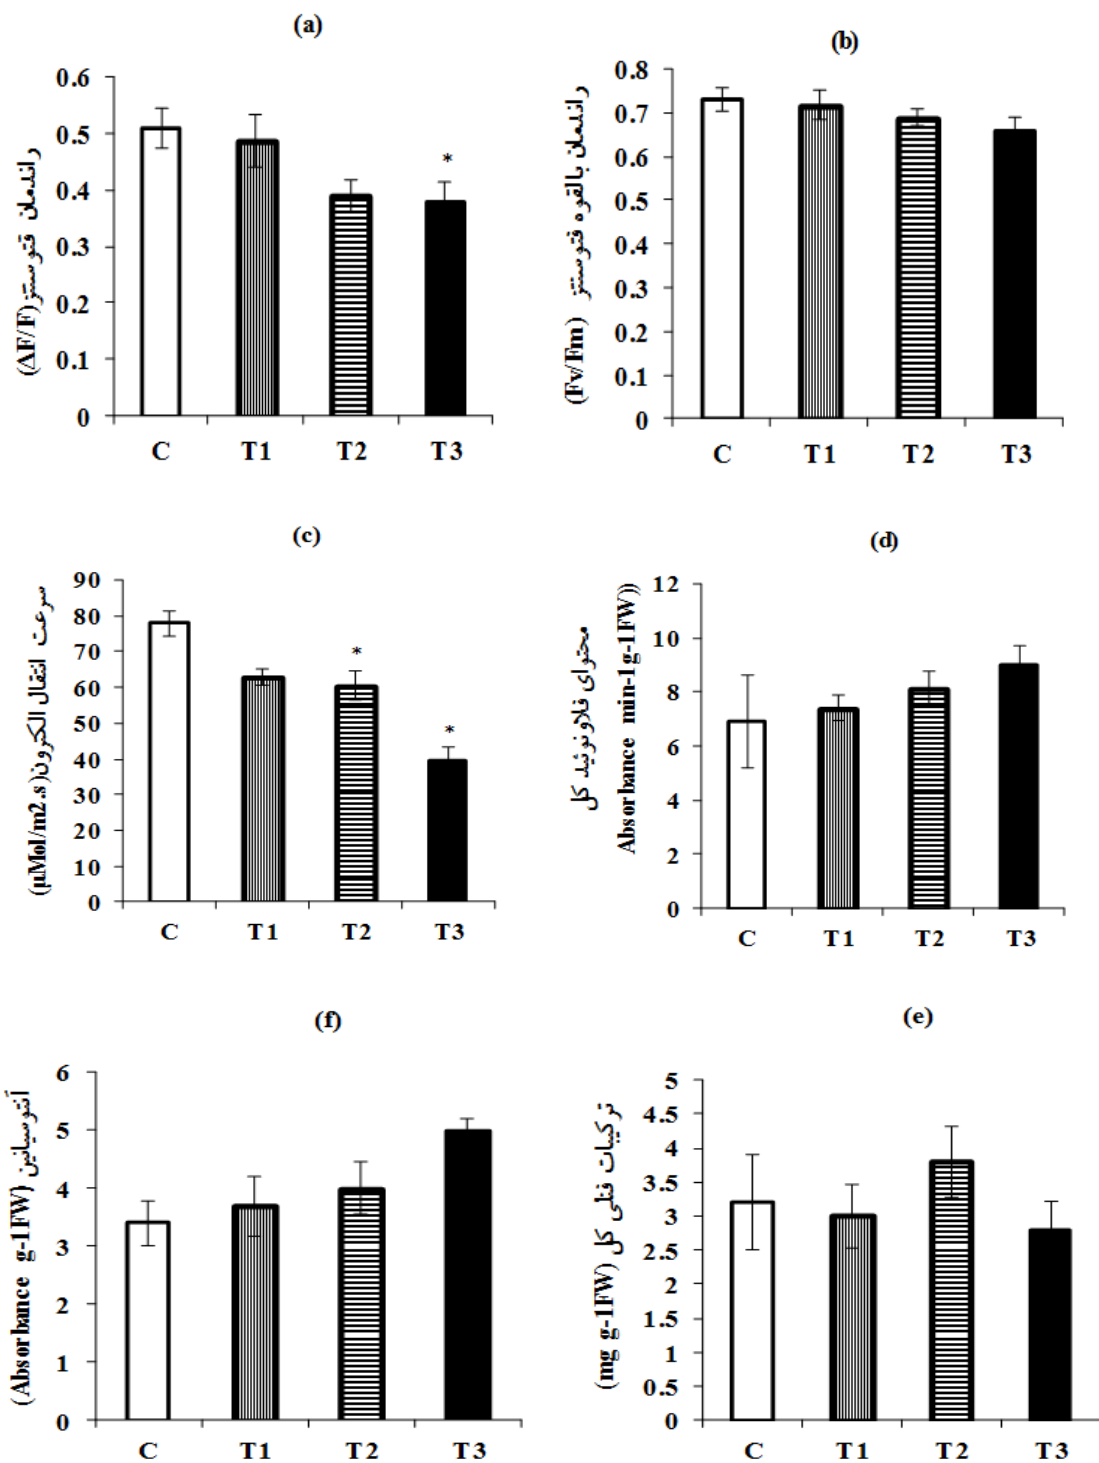 (a)
راندمان فتوسنتز(ΔF/F)
0.6
0.5
0.4
0.3
0.2
0.1
0
*
C T1 T2 T3
(b)
راندمان بالقوه فتوسنتز (Fv/Fm)
0.8
0.7
0.6
0.5
0.4
0.3
0.2
0.1
0
C T1 T2 T3
(c)
سرعت انتقال الکترون(µMol/m2.s)
90
80
70
60
50
40
30
20
10
0
* *
C T1 T2 T3
(d)
محتوای فلاونوئید کل
Absorbance min-1g-1FW))
12
10
8
6
4
2
0
C T1 T2 T3
(f)
آنتوسیانین (Absorbance g-1FW)
6
5
4
3
2
1
0
C T1 T2 T3
(e)
ترکیبات فنلی کل (mg g-1FW)
5
4.5
4
3.5
3
2.5
2
1.5
1
0.5
0
C T1 T2 T3